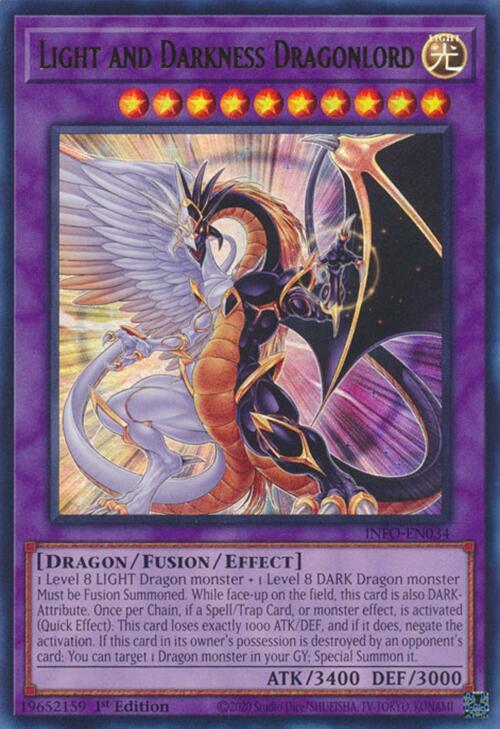 LIGHT AND DARKNESS DRAGONLORD
LIGHT
光
INFO-EN034
[DRAGON/FUSION/EFFECT]
1 Level 8 LIGHT Dragon monster + 1 Level 8 DARK Dragon monster
Must be Fusion Summoned. While face-up on the field, this card is also DARK-
Attribute. Once per Chain, if a Spell/Trap Card, or monster effect, is activated
(Quick Effect): This card loses exactly 1000 ATK/DEF, and if it does, negate the
activation. If this card in its owner's possession is destroyed by an opponent's
card: You can target 1 Dragon monster in your GY; Special Summon it.
ATK/3400 DEF/3000
19652159 1st Edition ©2020 Studio Dice/SHUEISHA, TV TOKYO, KONAMI